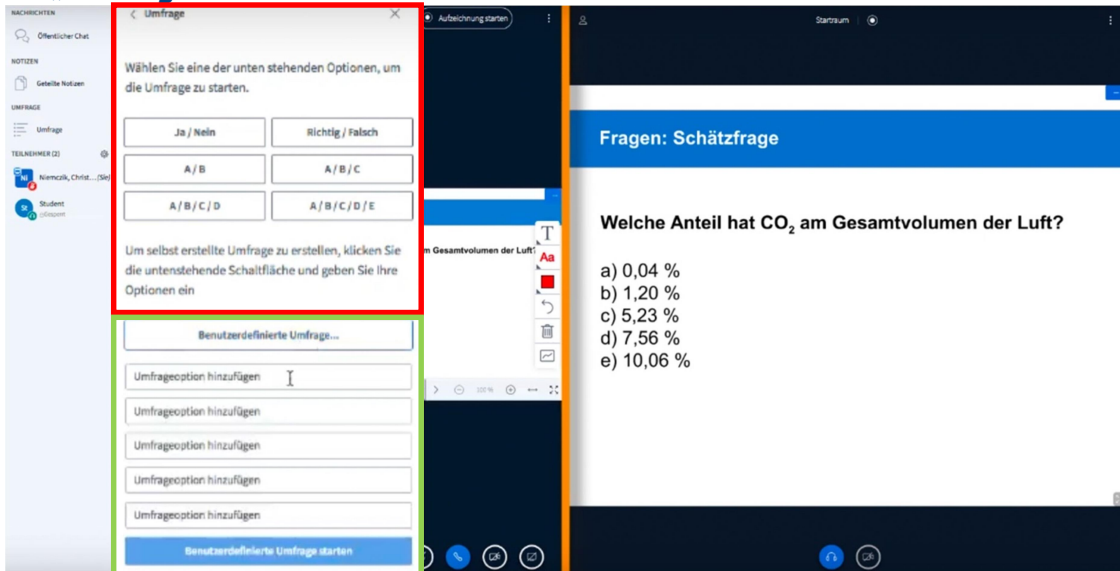 NACHRICHTEN
Öffentlicher Chat
NOTIZEN
Geteilte Notizen
UMFRAGE
Umfrage
TEILNEHMER (2)
NI
Niemczik, Christ... (Sie)
St
Student
Umfrage
Wählen Sie eine der unten stehenden Optionen, um
die Umfrage zu starten.
Ja / Nein
Richtig / Falsch
A / B
A / B / C
A / B / C / D
A / B / C / D / E
Um selbst erstellte Umfrage zu erstellen, klicken Sie
die untenstehende Schaltfläche und geben Sie Ihre
Optionen ein
Benutzerdefinierte Umfrage...
Umfrageoption hinzufügen
Umfrageoption hinzufügen
Umfrageoption hinzufügen
Umfrageoption hinzufügen
Umfrageoption hinzufügen
Benutzerdefinierte Umfrage starten
Aufzeichnung starten
m Gesamtvolumen der Luft?
T
Aa
100 %
Startraum
Fragen: Schätzfrage
Welche Anteil hat CO₂ am Gesamtvolumen der Luft?
a) 0,04 %
b) 1,20 %
c) 5,23 %
d) 7,56 %
e) 10,06 %